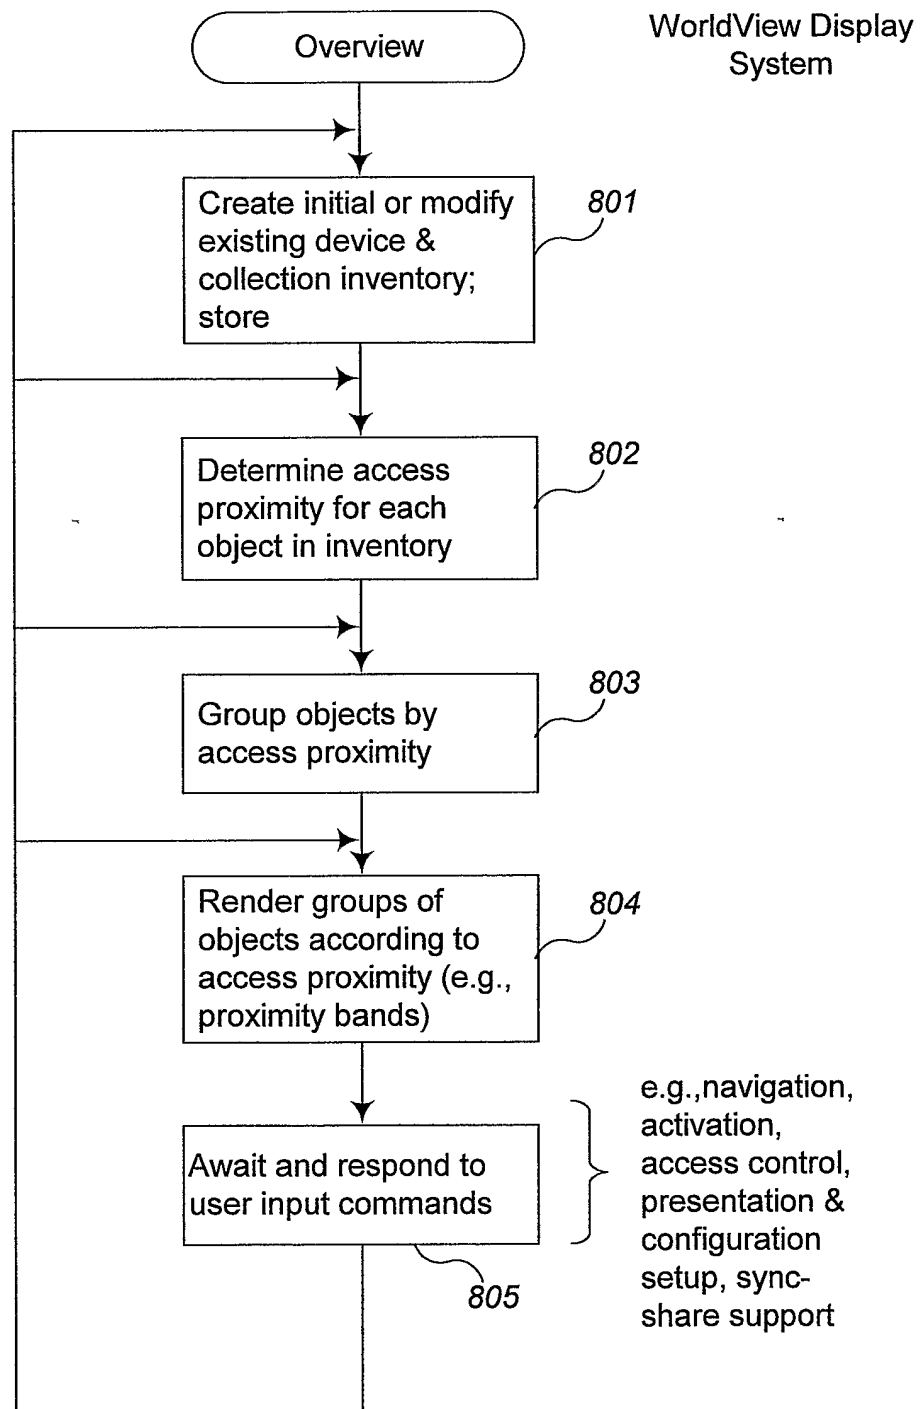 Overview
WorldView Display
System
Create initial or modify
existing device &
collection inventory;
store
801
Determine access
proximity for each
object in inventory
802
Group objects by
access proximity
803
Render groups of
objects according to
access proximity (e.g.,
proximity bands)
804
Await and respond to
user input commands
805
e.g.,navigation,
activation,
access control,
presentation &
configuration
setup, sync-
share support